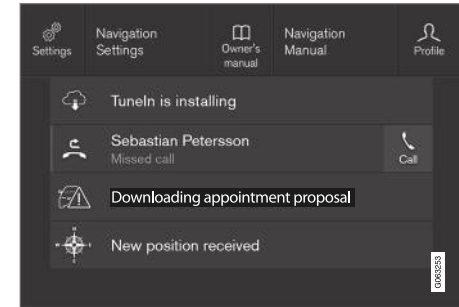 Settings
Navigation
Settings
Owner's
manual
Navigation
Manual
Profile
TuneIn is installing
Sebastian Petersson
Missed call
Call
Downloading appointment proposal
New position received
G063253